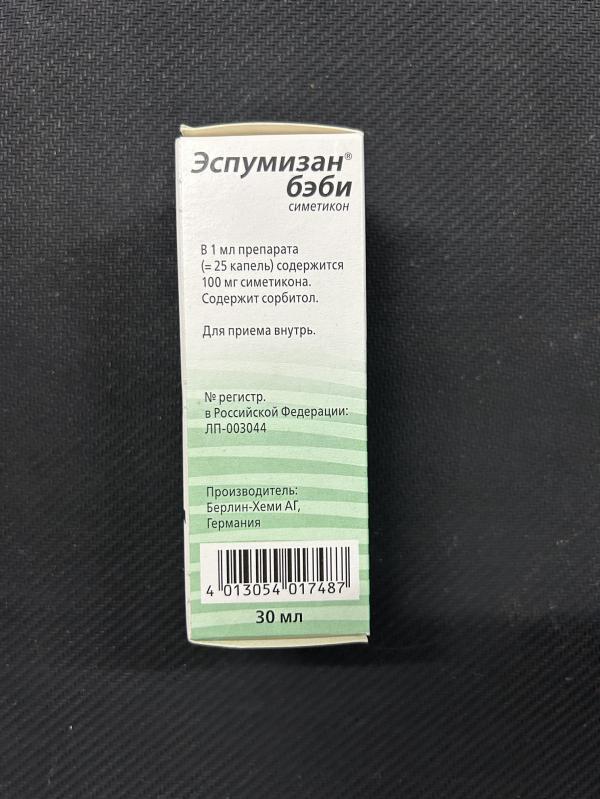 Эспумизан®
бэби
симетикон
В 1 мл препарата
(= 25 капель) содержится
100 мг симетикона.
Содержит сорбитол.
Для приема внутрь.
№ регистр.
в Российской Федерации:
ЛП-003044
Производитель:
Берлин-Хеми АГ,
Германия
4 013054 017487
30 мл